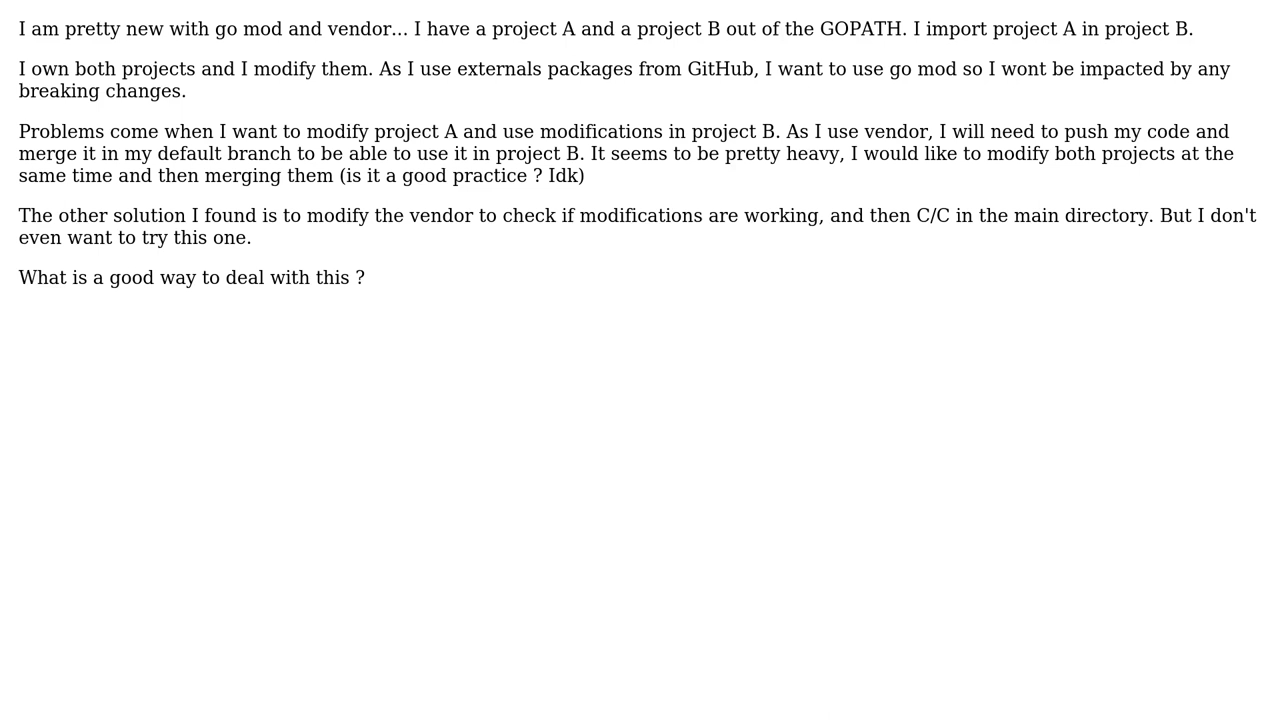 I am pretty new with go mod and vendor... I have a project A and a project B out of the GOPATH. I import project A in project B.
I own both projects and I modify them. As I use externals packages from GitHub, I want to use go mod so I wont be impacted by any
breaking changes.
Problems come when I want to modify project A and use modifications in project B. As I use vendor, I will need to push my code and
merge it in my default branch to be able to use it in project B. It seems to be pretty heavy, I would like to modify both projects at the
same time and then merging them (is it a good practice ? Idk)
The other solution I found is to modify the vendor to check if modifications are working, and then C/C in the main directory. But I don't
even want to try this one.
What is a good way to deal with this ?